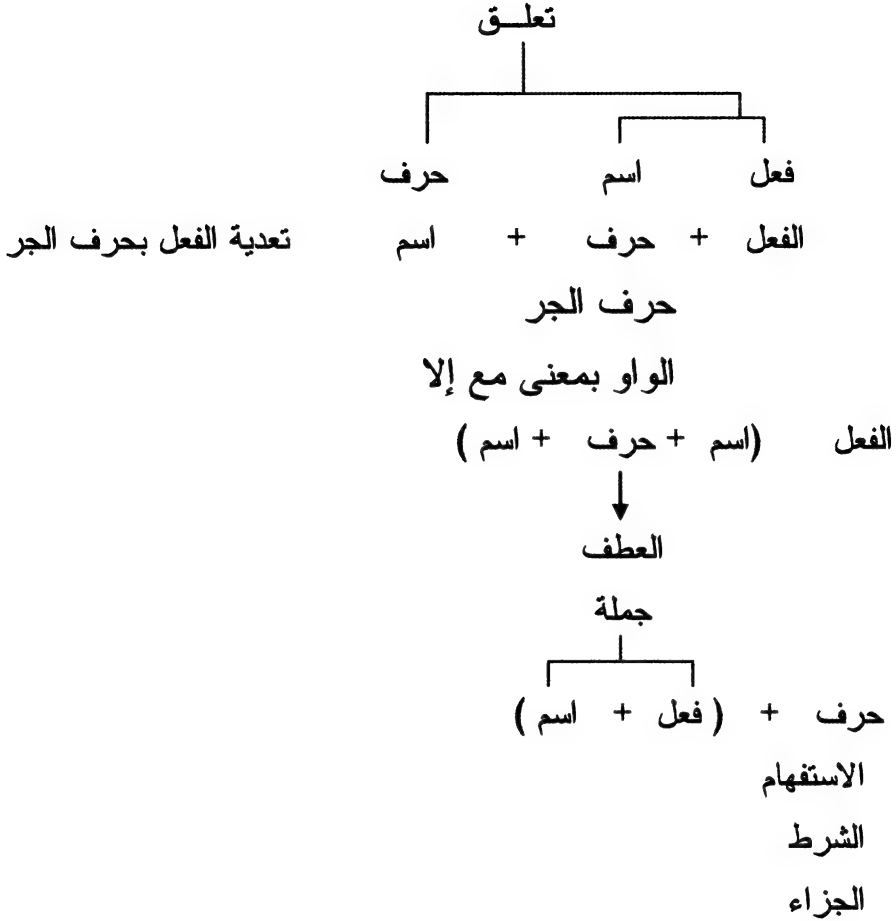 تعلـــق
فعل اسم حرف
الفعل + حرف + اسم تعدية الفعل بحرف الجر
حرف الجر
الواو بمعنى مع إلا
الفعل (اسم + حرف + اسم)
العطف
جملة
حرف + (فعل + اسم)
الاستفهام
الشرط
الجزاء